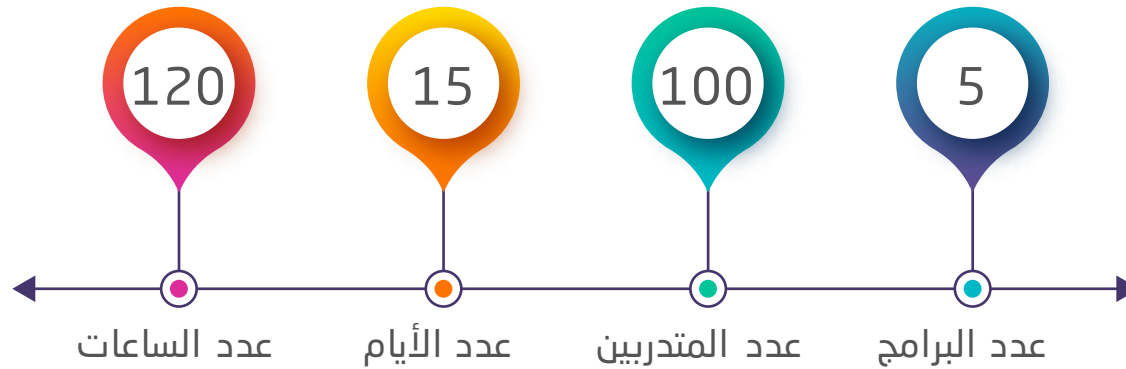 5
100
15
120
عدد البرامج
عدد المتدربين
عدد الأيام
عدد الساعات